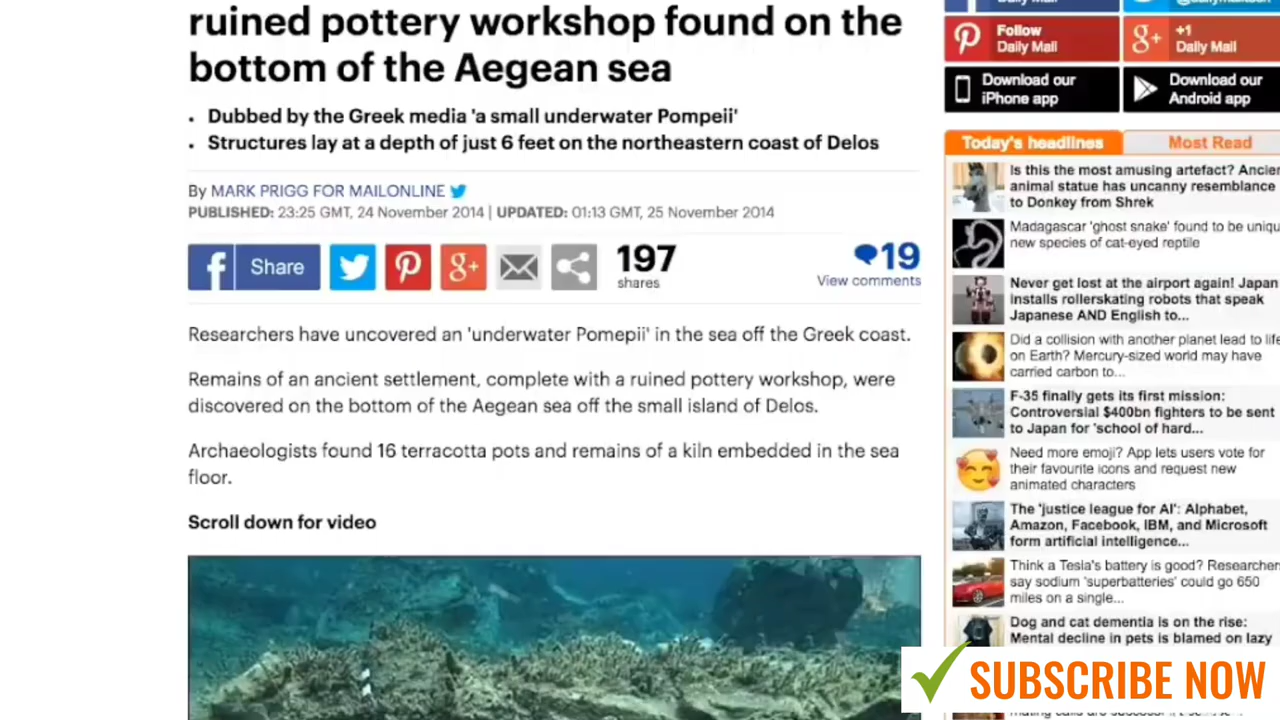 ruined pottery workshop found on the
bottom of the Aegean sea
• Dubbed by the Greek media 'a small underwater Pompeii'
• Structures lay at a depth of just 6 feet on the northeastern coast of Delos
By MARK PRIGG FOR MAILONLINE
PUBLISHED: 23:25 GMT, 24 November 2014 | UPDATED: 01:13 GMT, 25 November 2014
f Share
197
shares
19
View comments
Researchers have uncovered an 'underwater Pomepii' in the sea off the Greek coast.
Remains of an ancient settlement, complete with a ruined pottery workshop, were
discovered on the bottom of the Aegean sea off the small island of Delos.
Archaeologists found 16 terracotta pots and remains of a kiln embedded in the sea
floor.
Scroll down for video
Daily Mail
Follow
Daily Mail
g+ +1
Daily Mail
Download our
iPhone app
Download our
Android app
Today's headlines
Most Read
Is this the most amusing artefact? Ancien
animal statue has uncanny resemblance
to Donkey from Shrek
Madagascar 'ghost snake' found to be uniqu
new species of cat-eyed reptile
Never get lost at the airport again! Japan
installs rollerskating robots that speak
Japanese AND English to...
Did a collision with another planet lead to life
on Earth? Mercury-sized world may have
carried carbon to...
F-35 finally gets its first mission:
Controversial $400bn fighters to be sent
to Japan for 'school of hard...
Need more emoji? App lets users vote for
their favourite icons and request new
animated characters
The 'justice league for AI': Alphabet,
Amazon, Facebook, IBM, and Microsoft
form artificial intelligence...
Think a Tesla's battery is good? Researchers
say sodium 'superbatteries' could go 650
miles on a single...
Dog and cat dementia is on the rise:
Mental decline in pets is blamed on lazy
SUBSCRIBE NOW